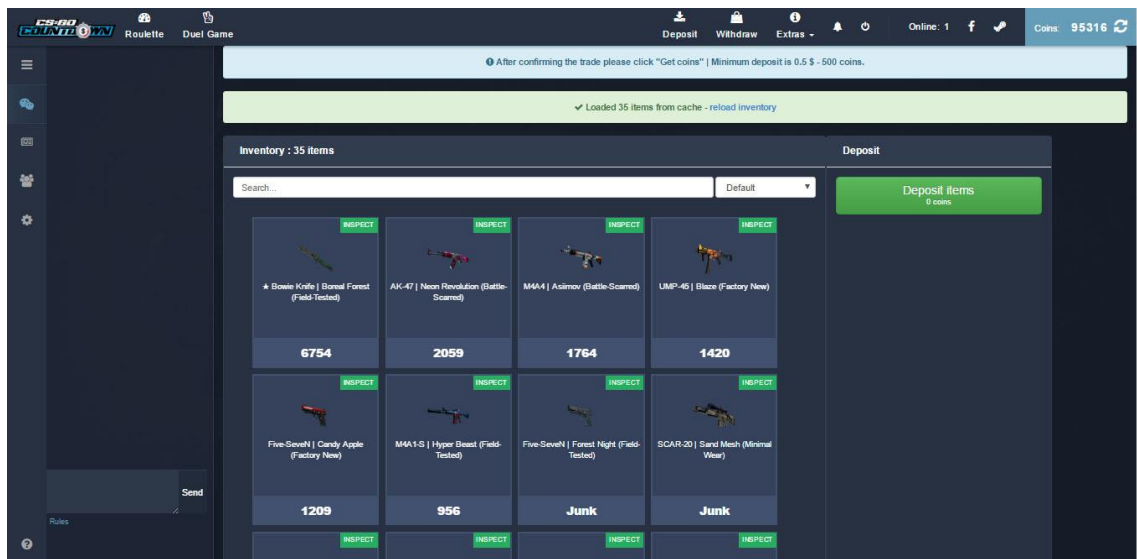 CS-GO
COUNTDOWN
Roulette
Duel Game
Deposit
Withdraw
Extras
Online: 1
Coins: 95316
After confirming the trade please click "Get coins" | Minimum deposit is 0.5 $ - 500 coins.
Loaded 35 items from cache - reload inventory
Inventory : 35 items
Deposit
Search...
Default
Deposit items
0 coins
INSPECT
INSPECT
INSPECT
INSPECT
★ Bowie Knife | Boreal Forest
(Field-Tested)
AK-47 | Neon Revolution (Battle-
Scarred)
M4A4 | Asiimov (Battle-Scarred)
UMP-45 | Blaze (Factory New)
6754
2059
1764
1420
INSPECT
INSPECT
INSPECT
INSPECT
Five-SeveN | Candy Apple
(Factory New)
M4A1-S | Hyper Beast (Field-
Tested)
Five-SeveN | Forest Night (Field-
Tested)
SCAR-20 | Sand Mesh (Minimal
Wear)
1209
956
Junk
Junk
Send
Rules
INSPECT
INSPECT
INSPECT
INSPECT